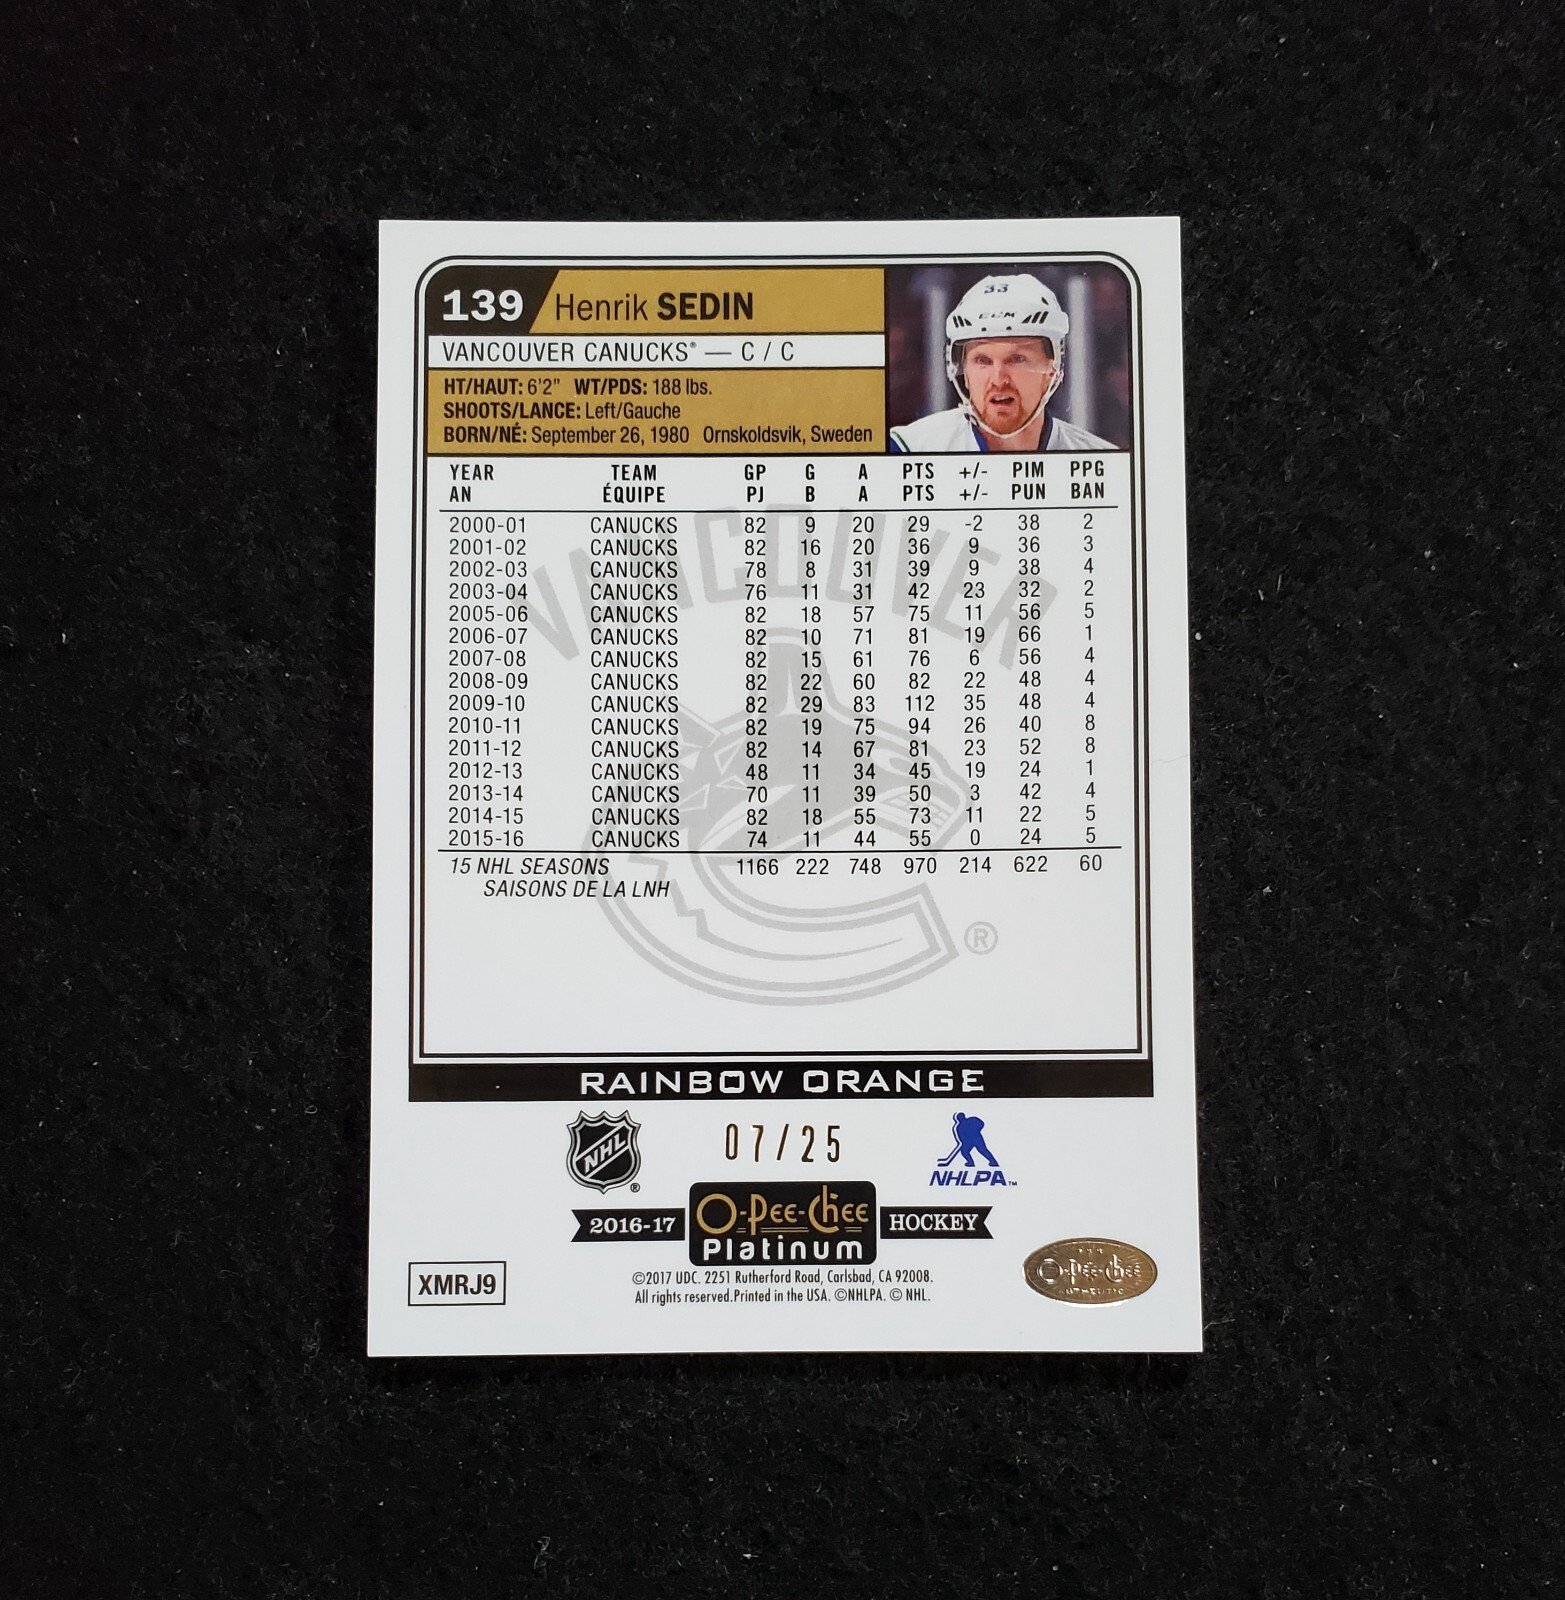 139 Henrik SEDIN
33
CCM
VANCOUVER CANUCKS® — C / C
HT/HAUT: 6'2" WT/PDS: 188 lbs.
SHOOTS/LANCE: Left/Gauche
BORN/NÉ: September 26, 1980 Ornskoldsvik, Sweden
YEAR TEAM GP G A PTS +/- PIM PPG
AN ÉQUIPE PJ B A PTS +/- PUN BAN
VANCOUVER
2000-01 CANUCKS 82 9 20 29 -2 38 2
2001-02 CANUCKS 82 16 20 36 9 36 3
2002-03 CANUCKS 78 8 31 39 9 38 4
2003-04 CANUCKS 76 11 31 42 23 32 2
2005-06 CANUCKS 82 18 57 75 11 56 5
2006-07 CANUCKS 82 10 71 81 19 66 1
2007-08 CANUCKS 82 15 61 76 6 56 4
2008-09 CANUCKS 82 22 60 82 22 48 4
2009-10 CANUCKS 82 29 83 112 35 48 4
2010-11 CANUCKS 82 19 75 94 26 40 8
2011-12 CANUCKS 82 14 67 81 23 52 8
2012-13 CANUCKS 48 11 34 45 19 24 1
2013-14 CANUCKS 70 11 39 50 3 42 4
2014-15 CANUCKS 82 18 55 73 11 22 5
2015-16 CANUCKS 74 11 44 55 0 24 5
15 NHL SEASONS 1166 222 748 970 214 622 60
SAISONS DE LA LNH
®
RAINBOW ORANGE
NHL ® 07/25 NHLPA™
2016-17 O-Pee-Chee HOCKEY
Platinum
©2017 UDC. 2251 Rutherford Road, Carlsbad, CA 92008.
All rights reserved.Printed in the USA. ©NHLPA. © NHL.
XMRJ9
O-Pee-Chee
AUTHENTIC